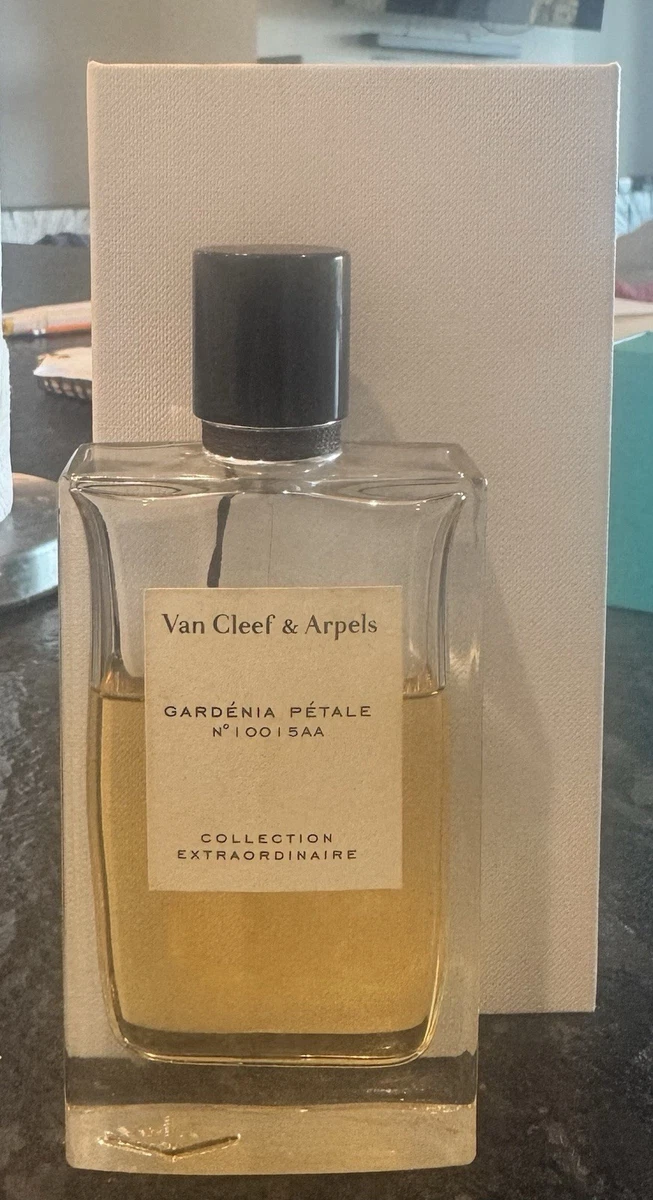 Van Cleef & Arpels
GARDÉNIA PÉTALE
N°10015AA
COLLECTION
EXTRAORDINAIRE